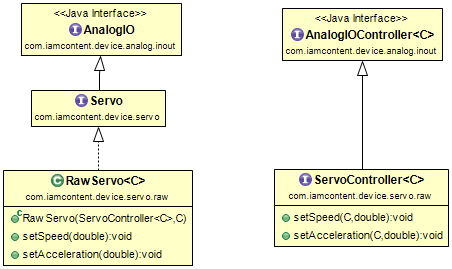 <<Java Interface>>
I AnalogIO
com.iamcontent.device.analog.inout
I Servo
com.iamcontent.device.servo
C RawServo<C>
com.iamcontent.device.servo.raw
C RawServo(ServoController<C>,C)
setSpeed(double):void
setAcceleration(double):void
<<Java Interface>>
I AnalogIOController<C>
com.iamcontent.device.analog.inout
I ServoController<C>
com.iamcontent.device.servo.raw
setSpeed(C,double):void
setAcceleration(C,double):void